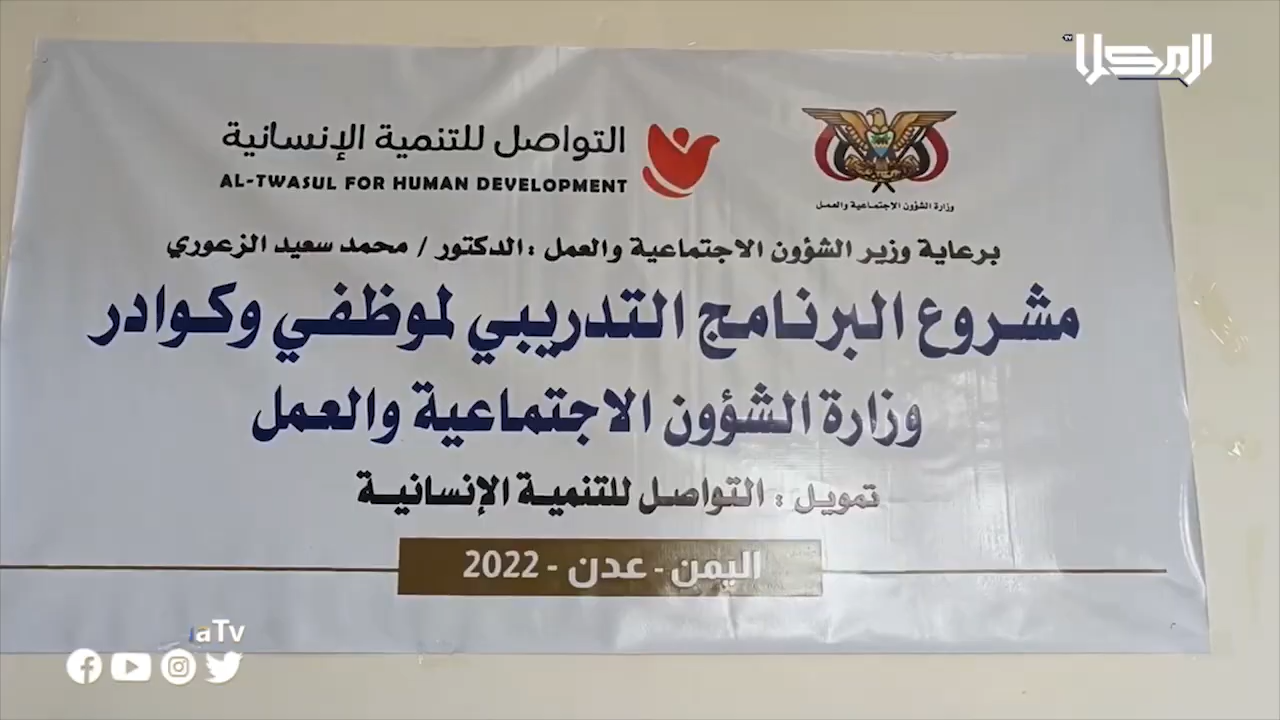 المكلا
TV
التواصل للتنمية الإنسانية
AL-TWASUL FOR HUMAN DEVELOPMENT
وزارة الشؤون الاجتماعية والعمل
برعاية وزير الشؤون الاجتماعية والعمل : الدكتور / محمد سعيد الزعوري
مشروع البرنامج التدريبي لموظفي وكوادر
وزارة الشؤون الاجتماعية والعمل
تمويل : التواصل للتنمية الإنسانية
اليمن - عدن - 2022
aTv